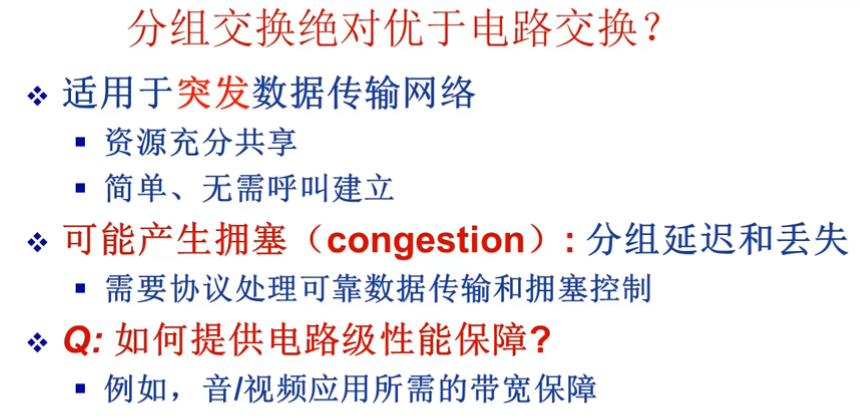 分组交换绝对优于电路交换？
❖ 适用于突发数据传输网络
▪ 资源充分共享
▪ 简单、无需呼叫建立
❖ 可能产生拥塞（congestion）: 分组延迟和丢失
▪ 需要协议处理可靠数据传输和拥塞控制
❖ Q: 如何提供电路级性能保障?
▪ 例如，音/视频应用所需的带宽保障